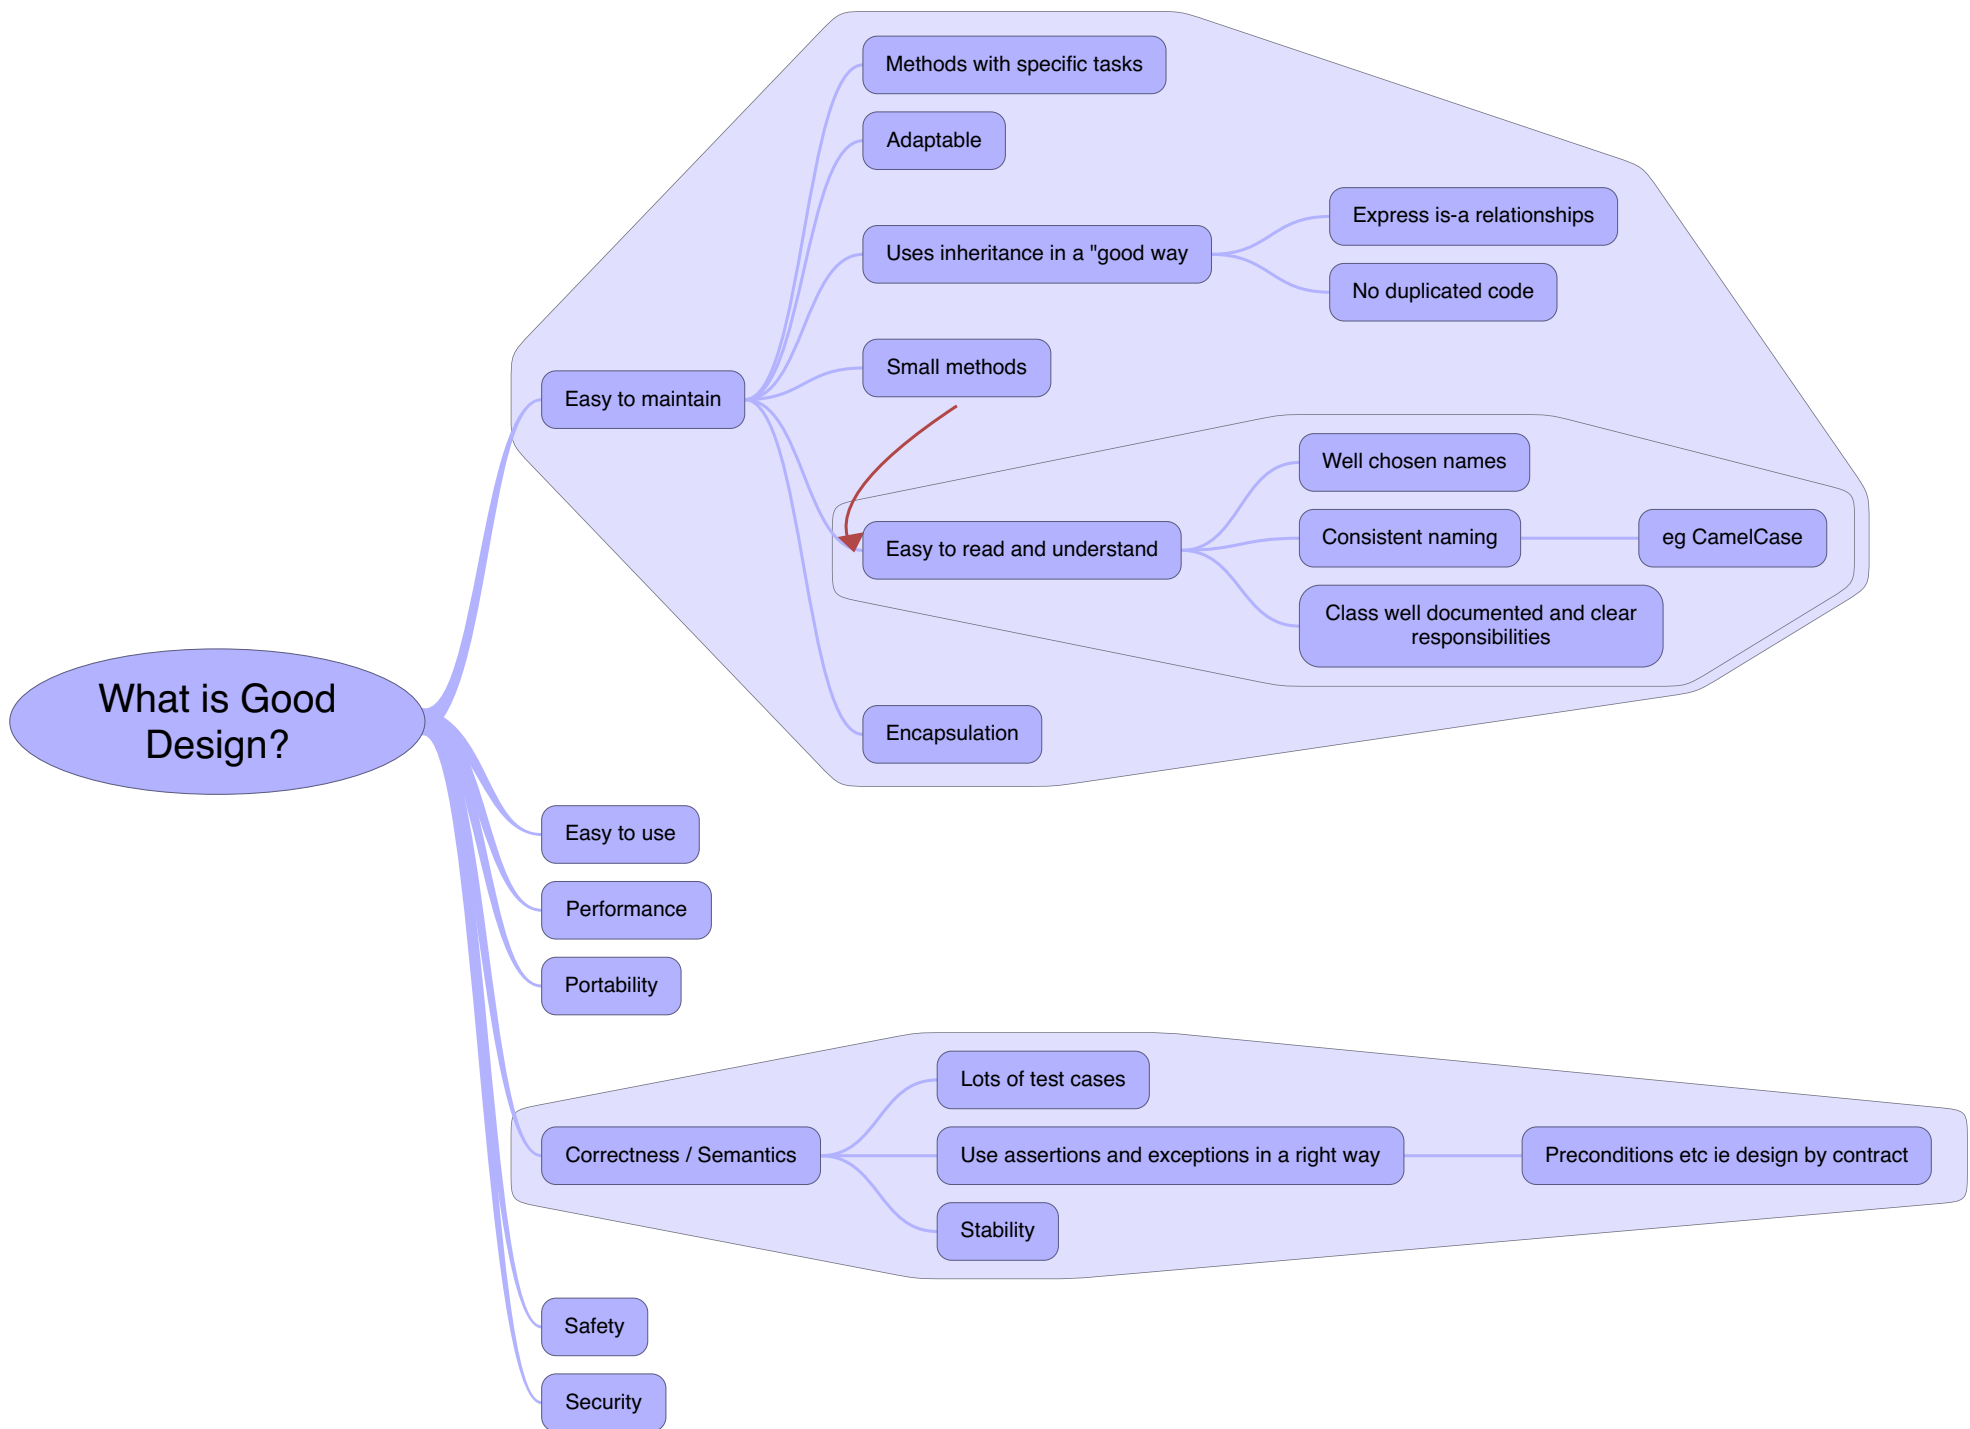 What is Good
Design?
Easy to maintain
Methods with specific tasks
Adaptable
Uses inheritance in a "good way
Express is-a relationships
No duplicated code
Small methods
Easy to read and understand
Well chosen names
Consistent naming
eg CamelCase
Class well documented and clear
responsibilities
Encapsulation
Easy to use
Performance
Portability
Correctness / Semantics
Lots of test cases
Use assertions and exceptions in a right way
Preconditions etc ie design by contract
Stability
Safety
Security